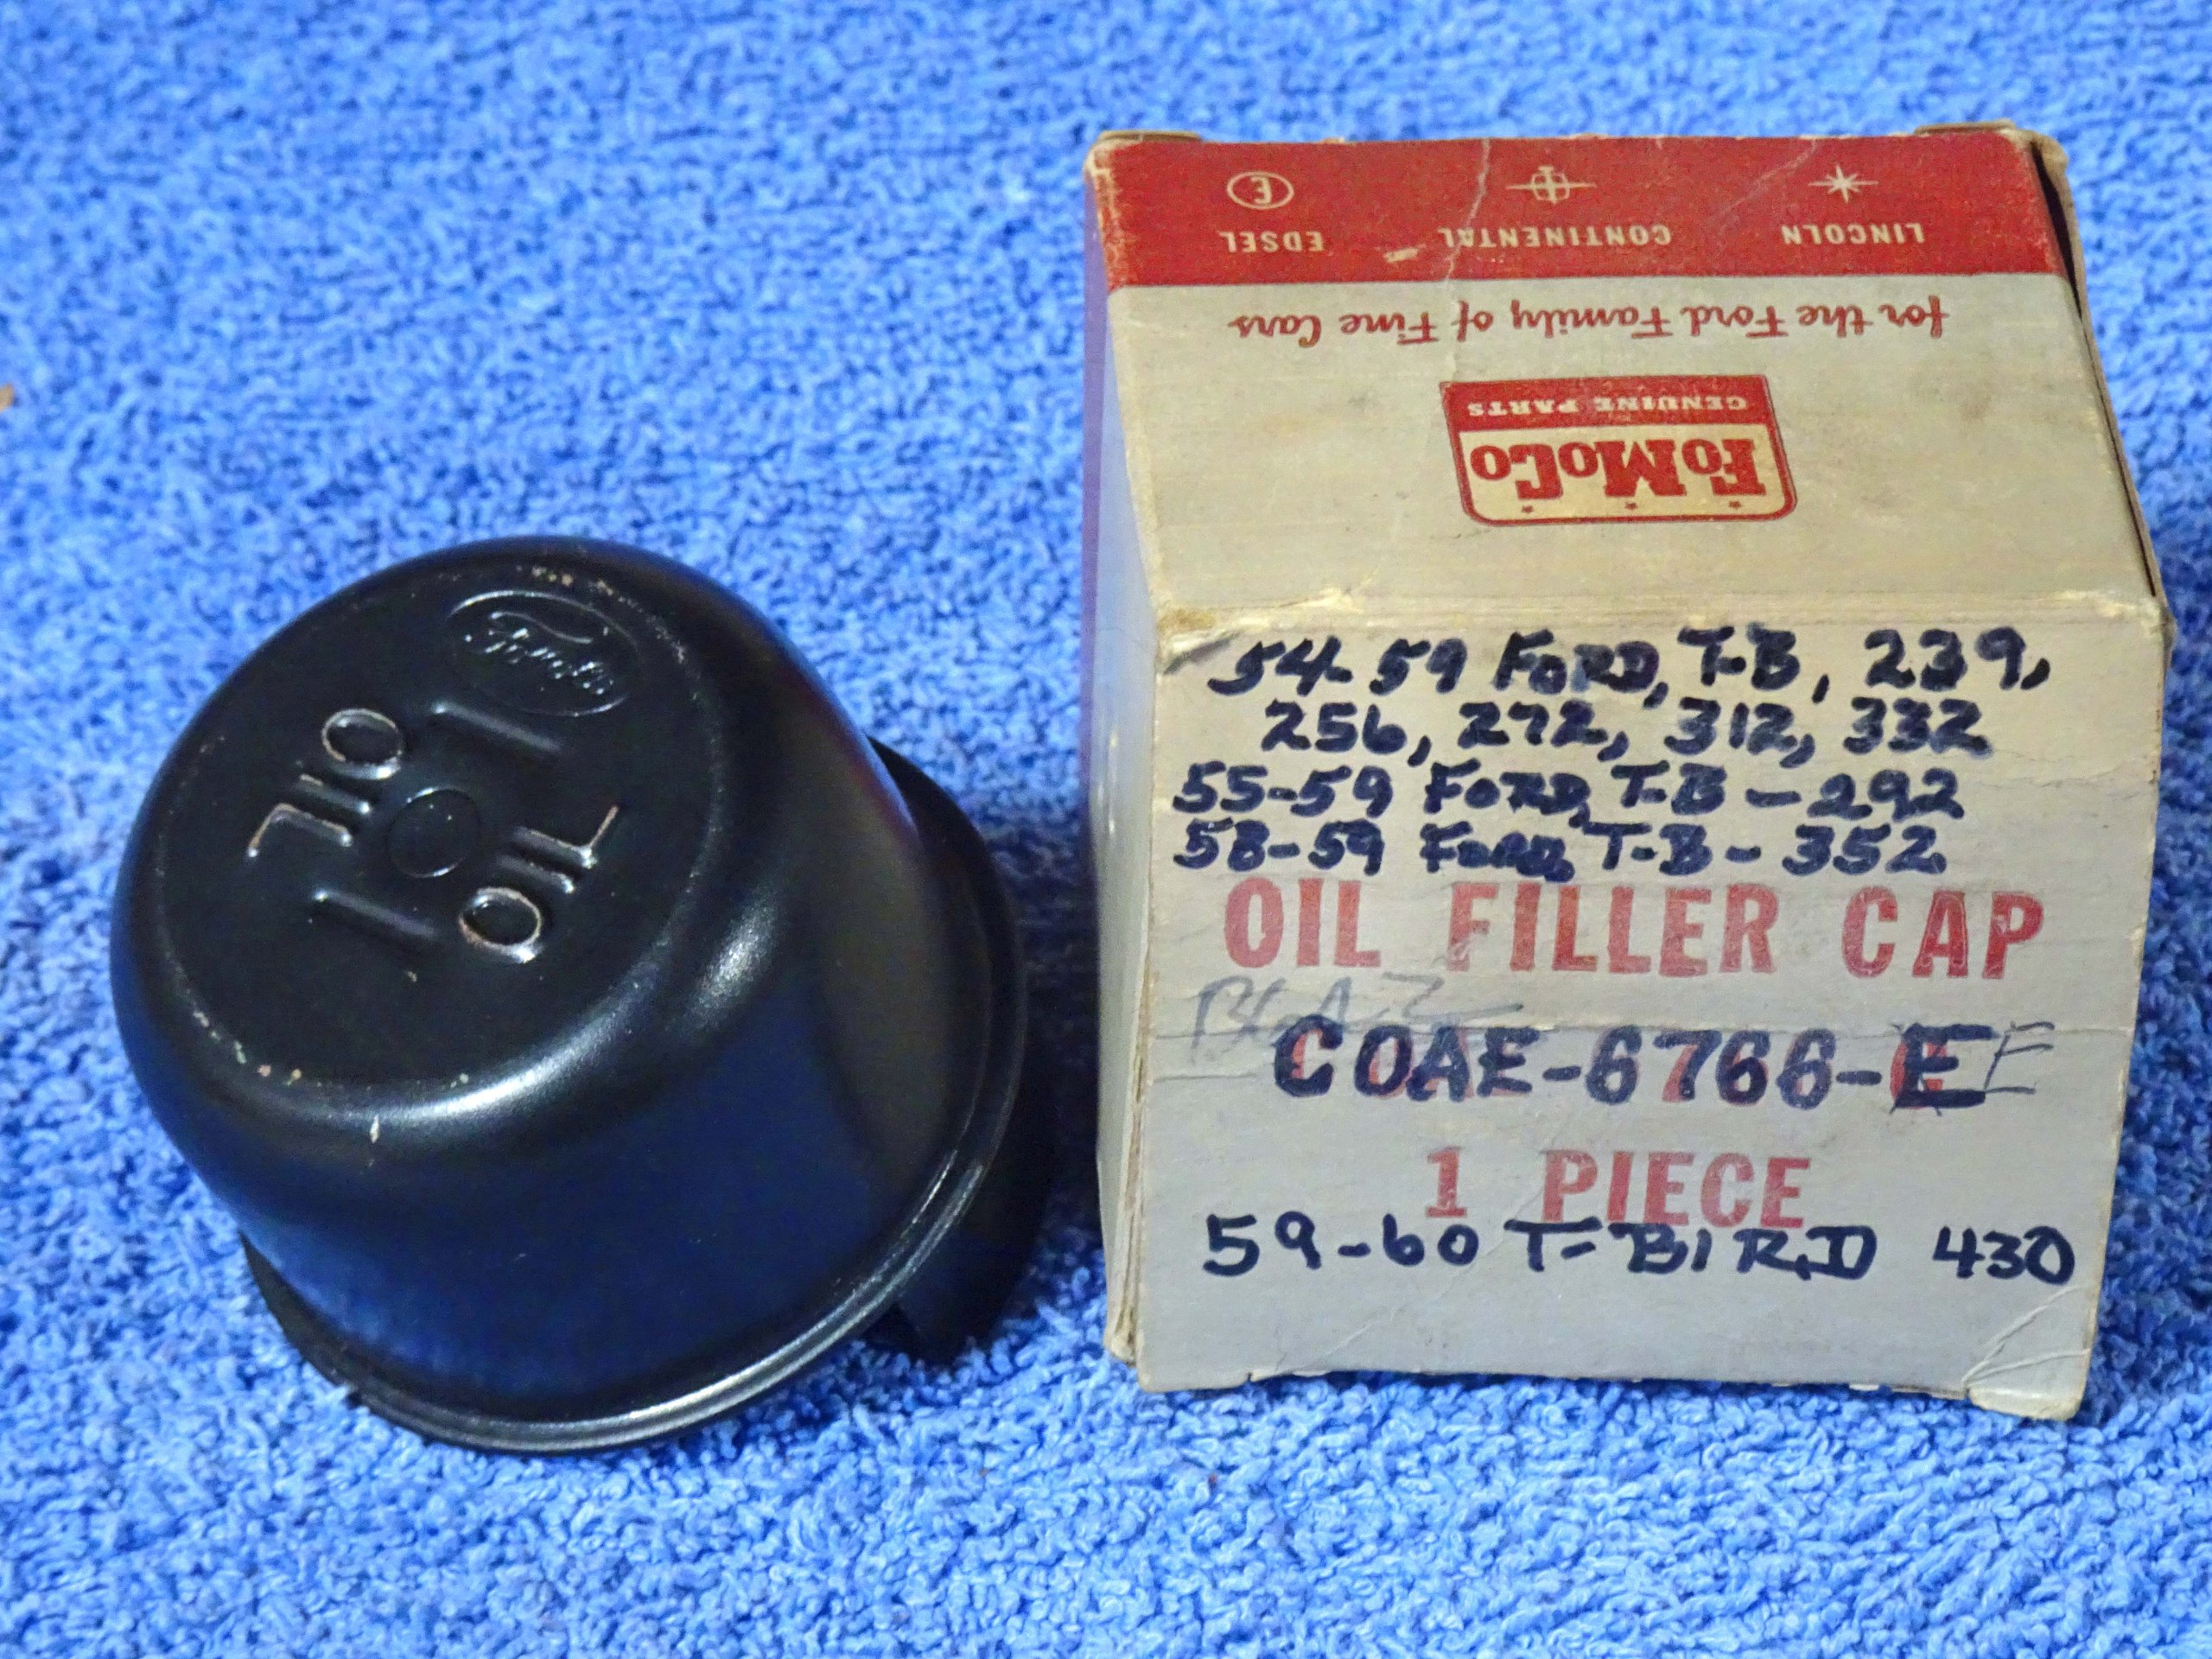 Ford
OIL
OIL
EDSEL CONTINENTAL LINCOLN
for the Ford Family of Fine Cars
GENUINE PARTS
FoMoCo
54-59 FORD, T-B, 239,
256, 272, 312, 332
55-59 FORD, T-B - 292
58-59 FORD, T-B - 352
OIL FILLER CAP
COAE-6766-E E
1 PIECE
59-60 T-BIRD 430